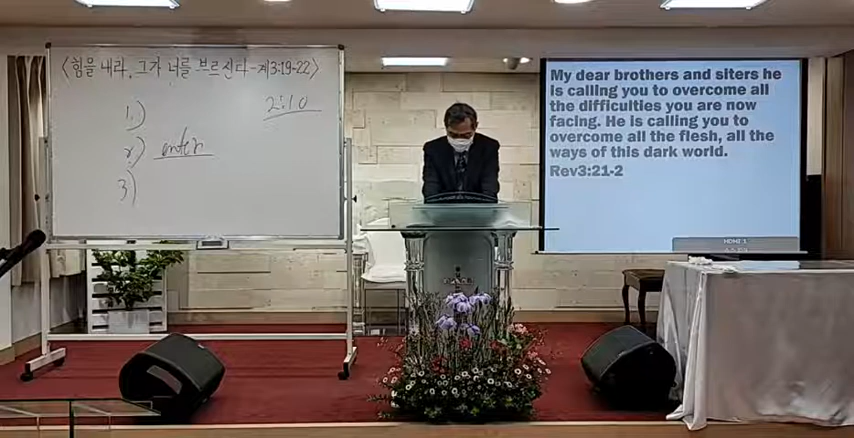 <힘을 내라, 그가 너를 부르신다-계3:19-22>
1)
2:10
2) enter
3)
My dear brothers and siters he
is calling you to overcome all
the difficulties you are now
facing. He is calling you to
overcome all the flesh, all the
ways of this dark world.
Rev3:21-2
HDMI 1